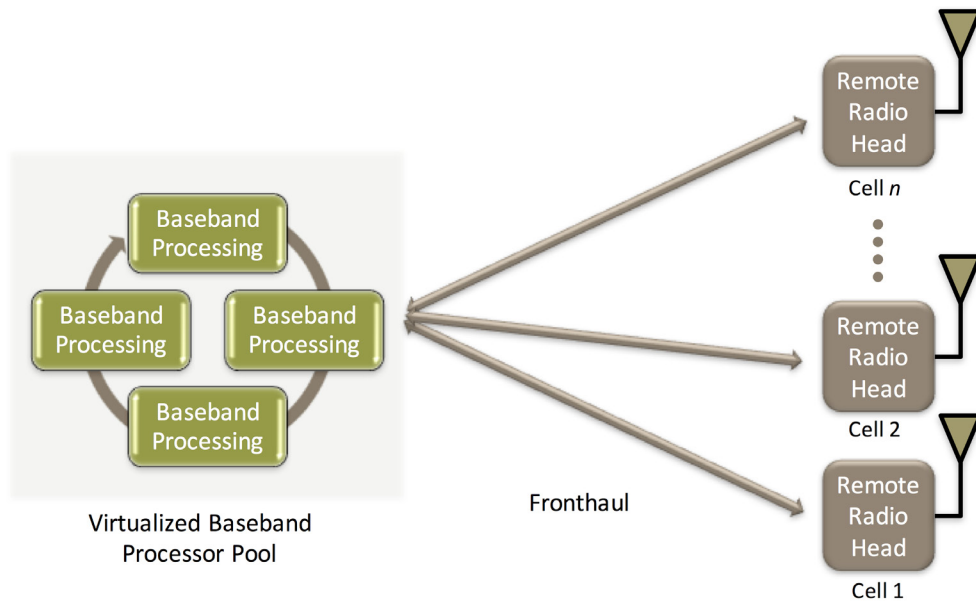 Baseband
Processing
Baseband
Processing
Baseband
Processing
Baseband
Processing
Virtualized Baseband
Processor Pool
Fronthaul
Remote
Radio
Head
Cell n
Remote
Radio
Head
Cell 2
Remote
Radio
Head
Cell 1